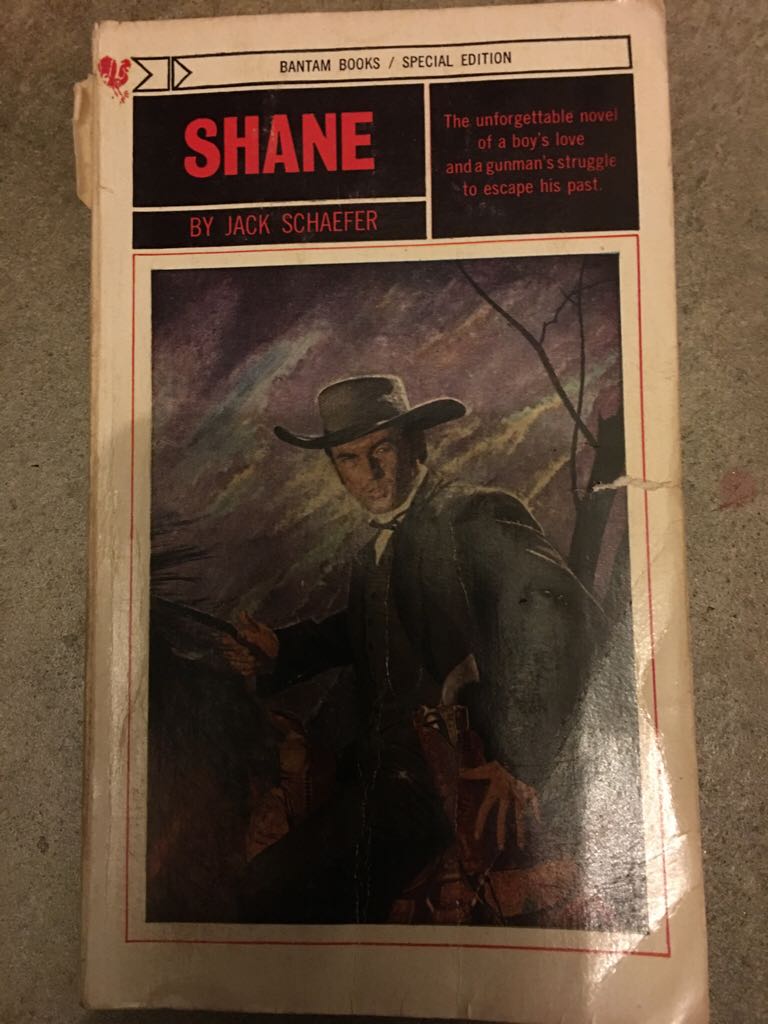 BANTAM BOOKS / SPECIAL EDITION
SHANE
BY JACK SCHAEFER
The unforgettable novel
of a boy's love
and a gunman's struggle
to escape his past.